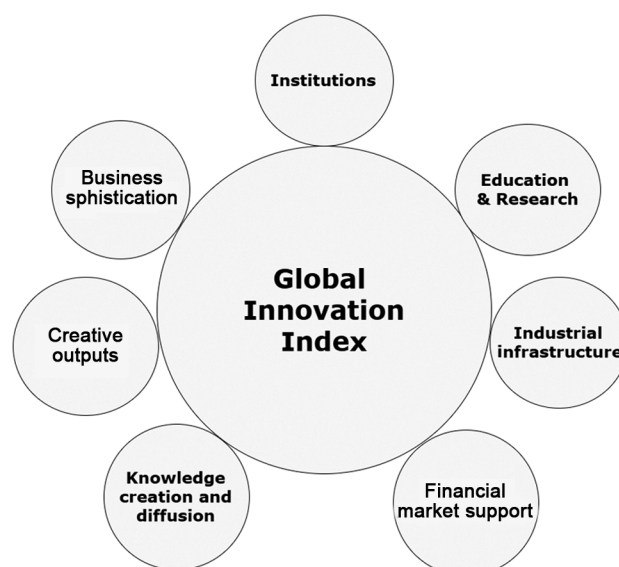 Institutions
Business
sphistication
Education
& Research
Global
Innovation
Index
Creative
outputs
Industrial
infrastructure
Knowledge
creation and
diffusion
Financial
market support